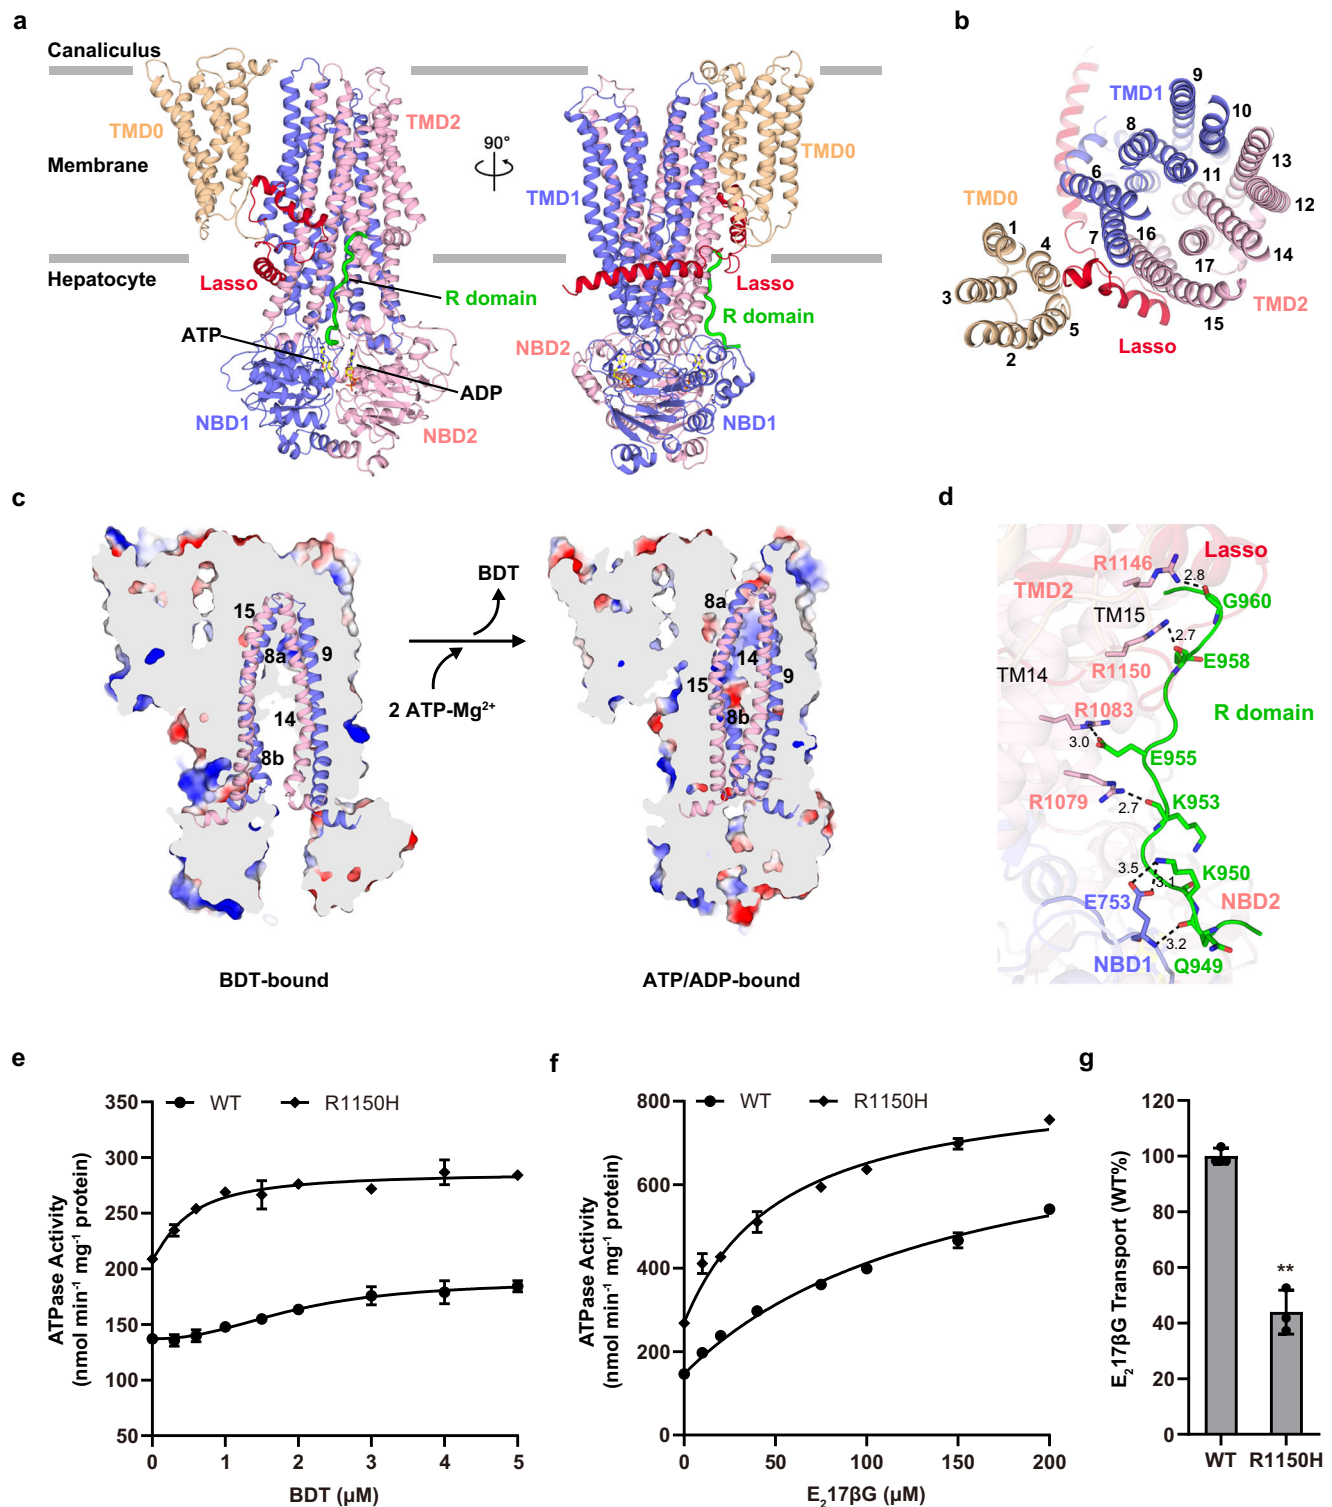 a
Canaliculus
TMD0
TMD2
Membrane
Hepatocyte
Lasso
R domain
ATP
ADP
NBD1
NBD2
90°
TMD0
TMD1
Lasso
R domain
NBD2
NBD1
b
TMD1
9
10
8
13
6
11
12
TMD0
1
4
7
16
17
14
3
5
2
15
TMD2
Lasso
c
15
8a
9
14
8b
BDT
2 ATP-Mg²⁺
8a
14
15
9
8b
BDT-bound
ATP/ADP-bound
d
R1146
Lasso
2.8
G960
TMD2
TM15
2.7
R1150
E958
TM14
R1083
R domain
3.0
E955
R1079
K953
2.7
3.5
K950
3.1
E753
NBD2
3.2
NBD1
Q949
e
WT
R1150H
350
300
250
200
150
100
50
0
1
2
3
4
5
ATPase Activity
(nmol min⁻¹ mg⁻¹ protein)
BDT (µM)
f
WT
R1150H
800
600
400
200
0
0
50
100
150
200
ATPase Activity
(nmol min⁻¹ mg⁻¹ protein)
E₂17βG (µM)
g
120
100
80
60
40
20
0
**
E₂17βG Transport (WT%)
WT
R1150H